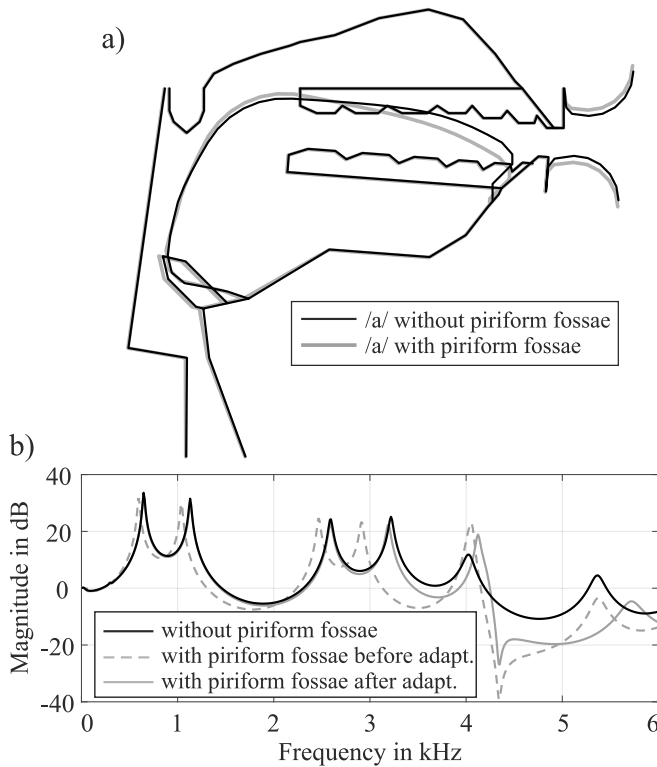 a)
/a/ without piriform fossae
/a/ with piriform fossae
b)
Magnitude in dB
40
20
0
-20
-40
without piriform fossae
with piriform fossae before adapt.
with piriform fossae after adapt.
0 1 2 3 4 5 6
Frequency in kHz